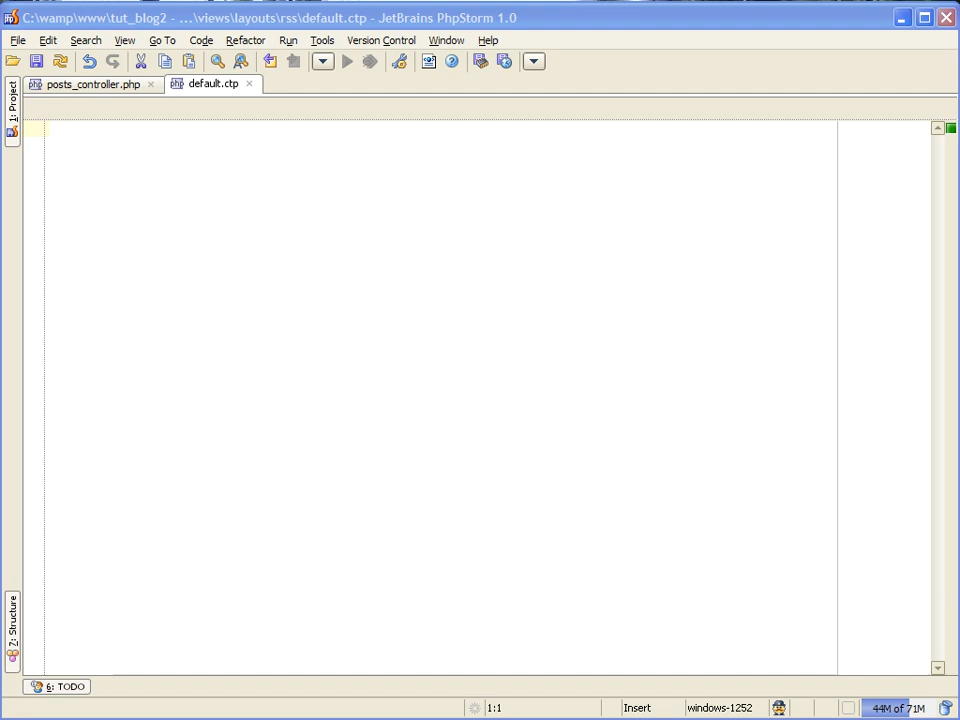 C:\wamp\www\tut_blog2 - ...\views\layouts\rss\default.ctp - JetBrains PhpStorm 1.0
File Edit Search View Go To Code Refactor Run Tools Version Control Window Help
posts_controller.php default.ctp
1: Project
7: Structure
6: TODO
1:1 Insert windows-1252 44M of 71M